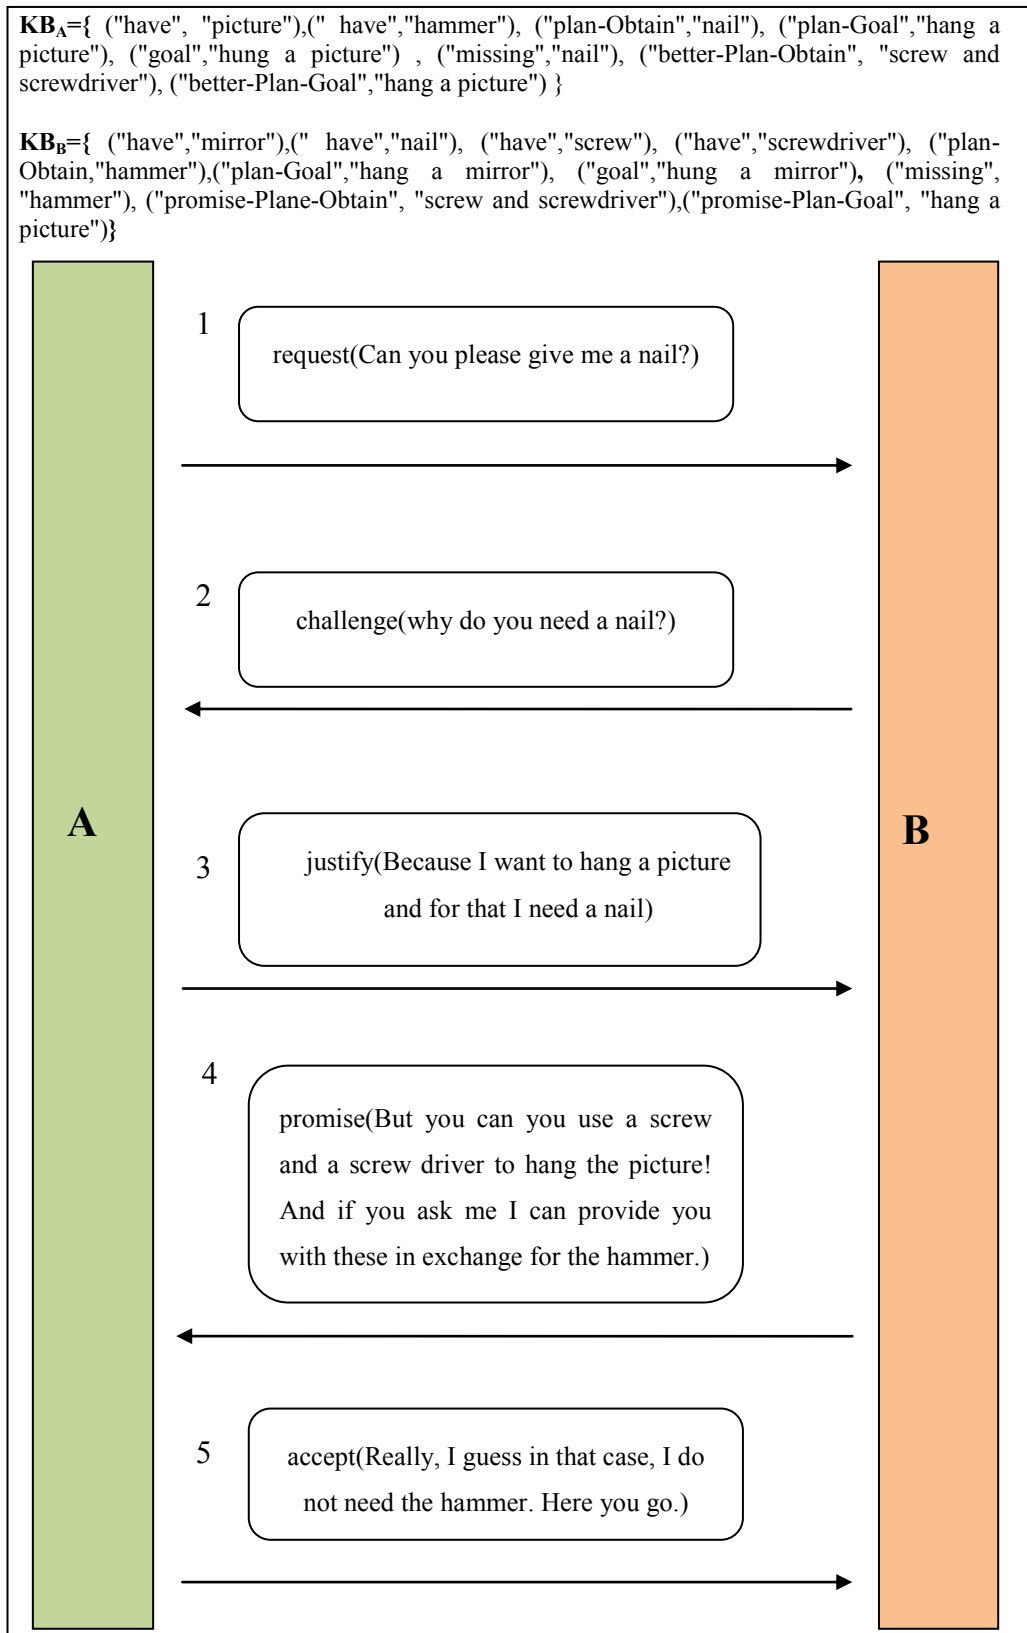 KBA={ ("have", "picture"),(" have","hammer"), ("plan-Obtain","nail"), ("plan-Goal","hang a
picture"), ("goal","hung a picture") , ("missing","nail"), ("better-Plan-Obtain", "screw and
screwdriver"), ("better-Plan-Goal","hang a picture") }
KBB={ ("have","mirror"),(" have","nail"), ("have","screw"), ("have","screwdriver"), ("plan-
Obtain,"hammer"),("plan-Goal","hang a mirror"), ("goal","hung a mirror"), ("missing",
"hammer"), ("promise-Plane-Obtain", "screw and screwdriver"),("promise-Plan-Goal", "hang a
picture")}
1
request(Can you please give me a nail?)
2
challenge(why do you need a nail?)
A
B
3
justify(Because I want to hang a picture
and for that I need a nail)
4
promise(But you can you use a screw
and a screw driver to hang the picture!
And if you ask me I can provide you
with these in exchange for the hammer.)
5
accept(Really, I guess in that case, I do
not need the hammer. Here you go.)